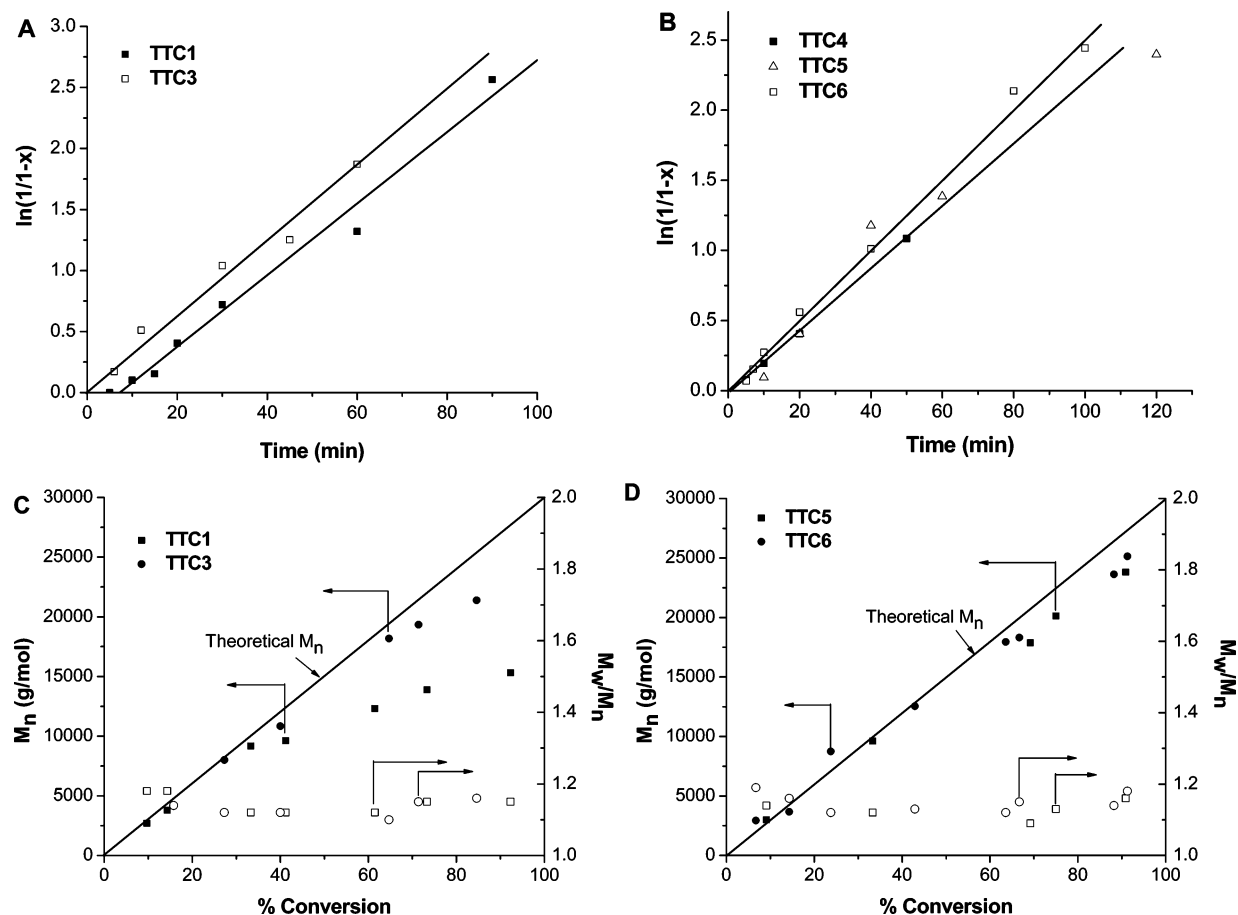 A
TTC1
TTC3
ln(1/1-x)
3.0
2.5
2.0
1.5
1.0
0.5
0.0
0 20 40 60 80 100
Time (min)
B
TTC4
TTC5
TTC6
ln(1/1-x)
2.5
2.0
1.5
1.0
0.5
0.0
0 20 40 60 80 100 120
Time (min)
C
TTC1
TTC3
Theoretical Mn
Mn (g/mol)
30000
25000
20000
15000
10000
5000
0
2.0
1.8
1.6
1.4
1.2
1.0
Mw/Mn
0 20 40 60 80 100
% Conversion
D
TTC5
TTC6
Theoretical Mn
Mn (g/mol)
30000
25000
20000
15000
10000
5000
0
2.0
1.8
1.6
1.4
1.2
1.0
Mw/Mn
0 20 40 60 80 100
% Conversion